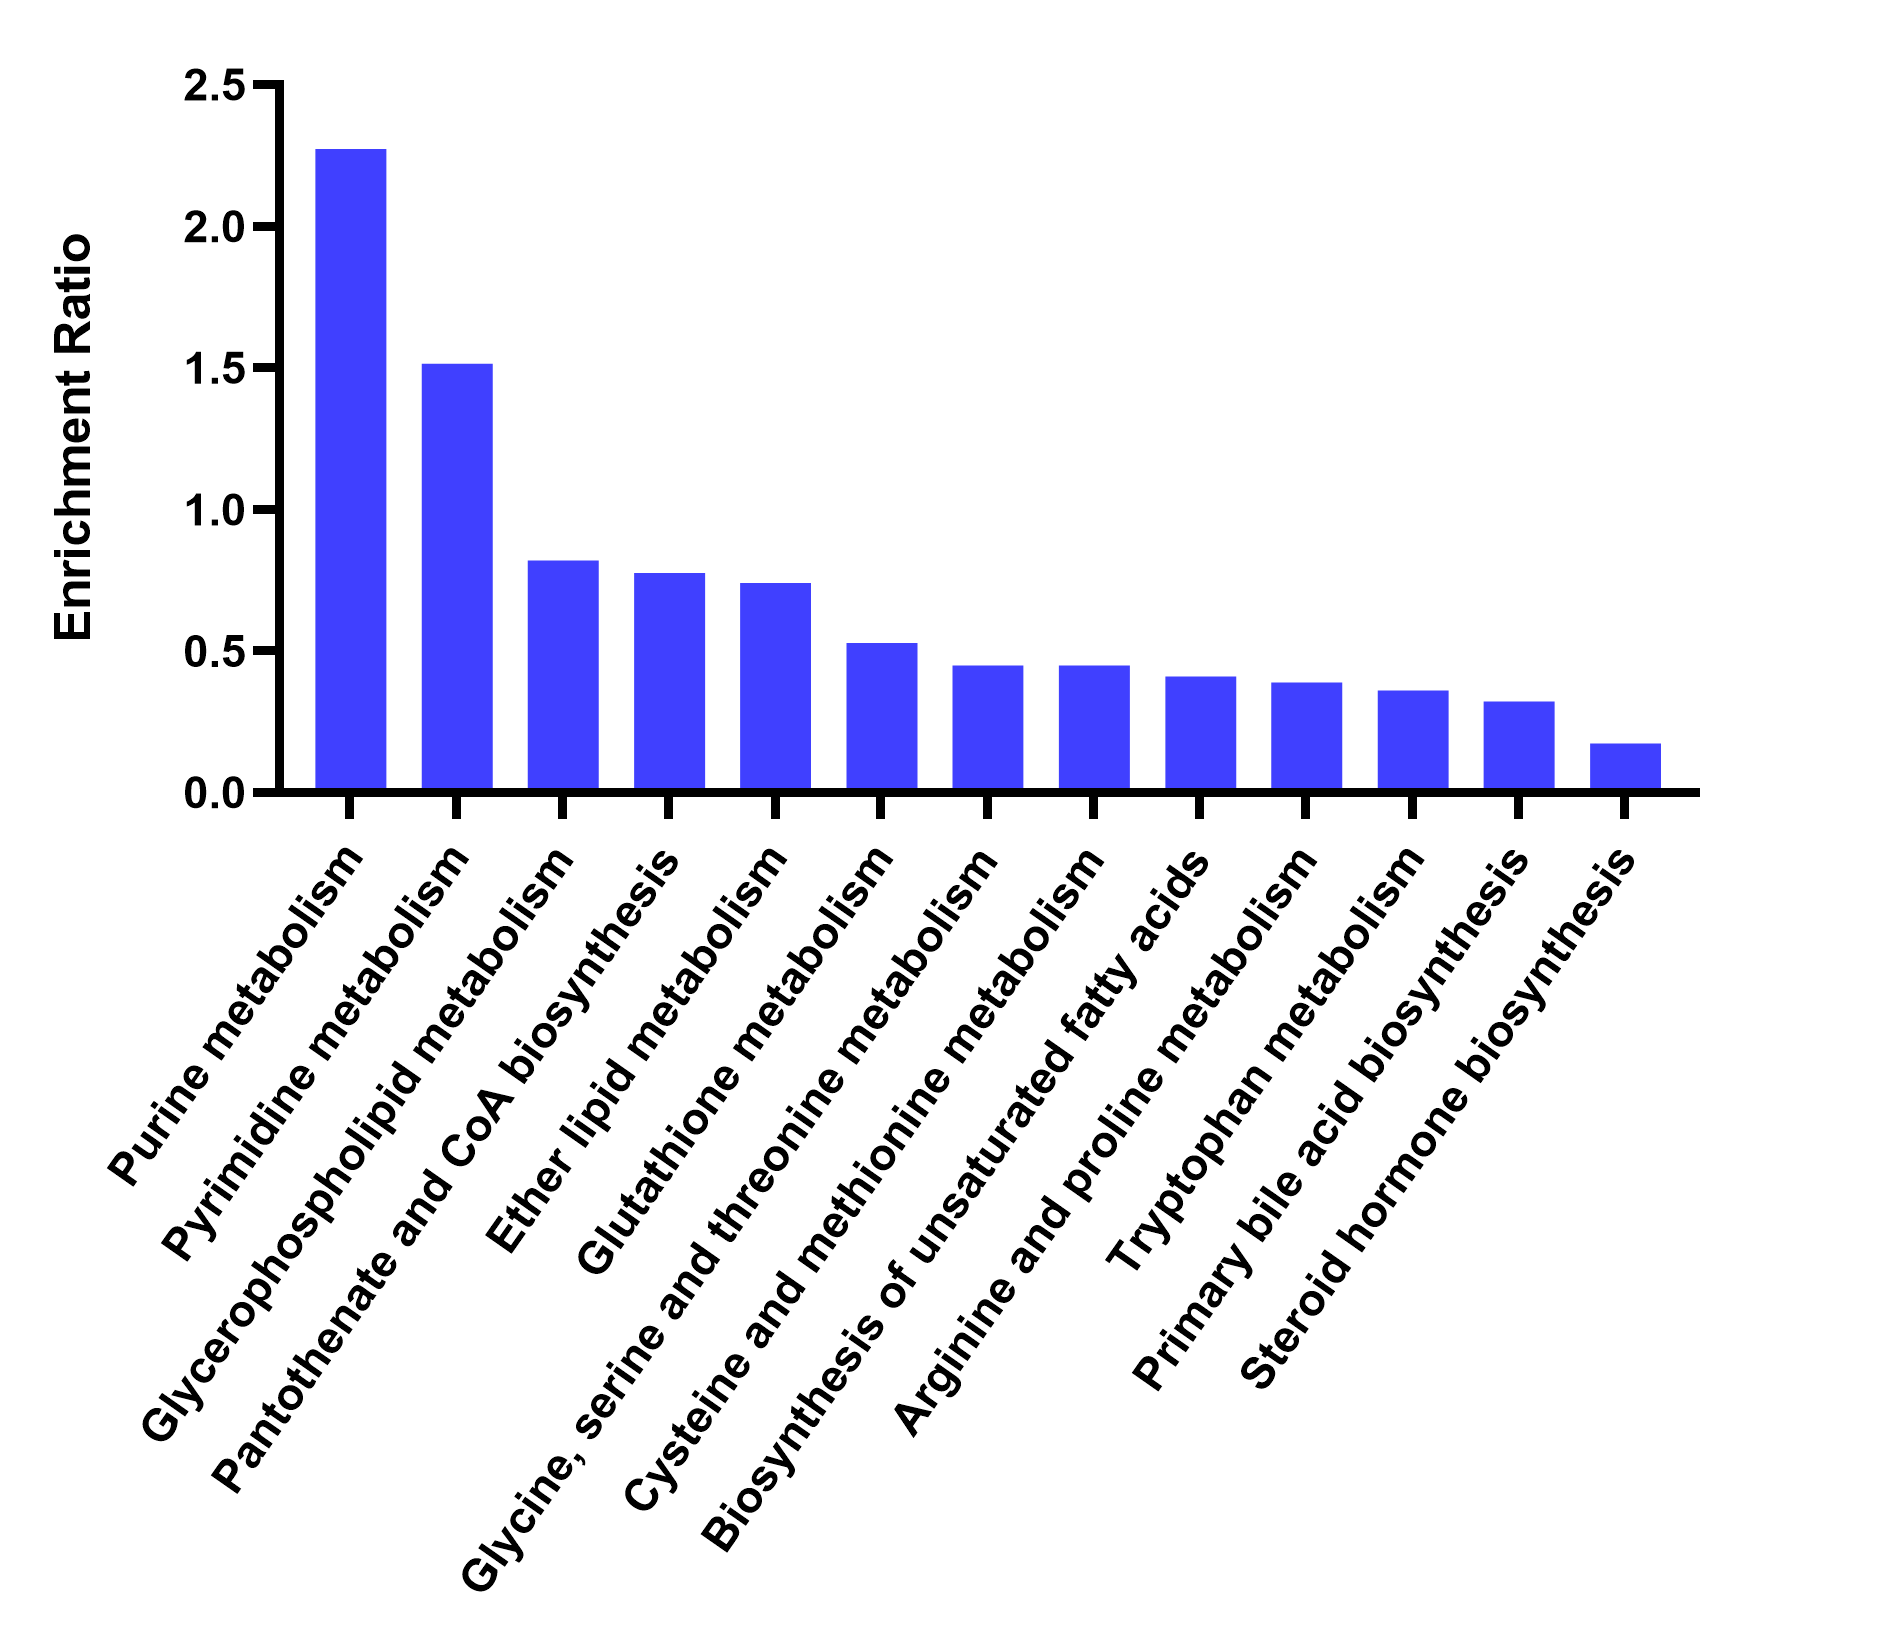 Enrichment Ratio
2.5
2.0
1.5
1.0
0.5
0.0
Purine metabolism
Pyrimidine metabolism
Glycerophospholipid metabolism
Pantothenate and CoA biosynthesis
Ether lipid metabolism
Glutathione metabolism
Glycine, serine and threonine metabolism
Cysteine and methionine metabolism
Biosynthesis of unsaturated fatty acids
Arginine and proline metabolism
Tryptophan metabolism
Primary bile acid biosynthesis
Steroid hormone biosynthesis